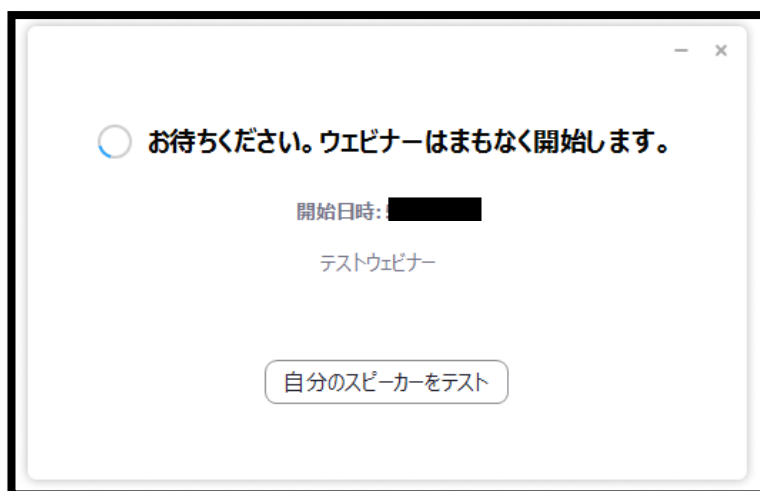 お待ちください。ウェビナーはまもなく開始します。
開始日時:
テストウェビナー
自分のスピーカーをテスト